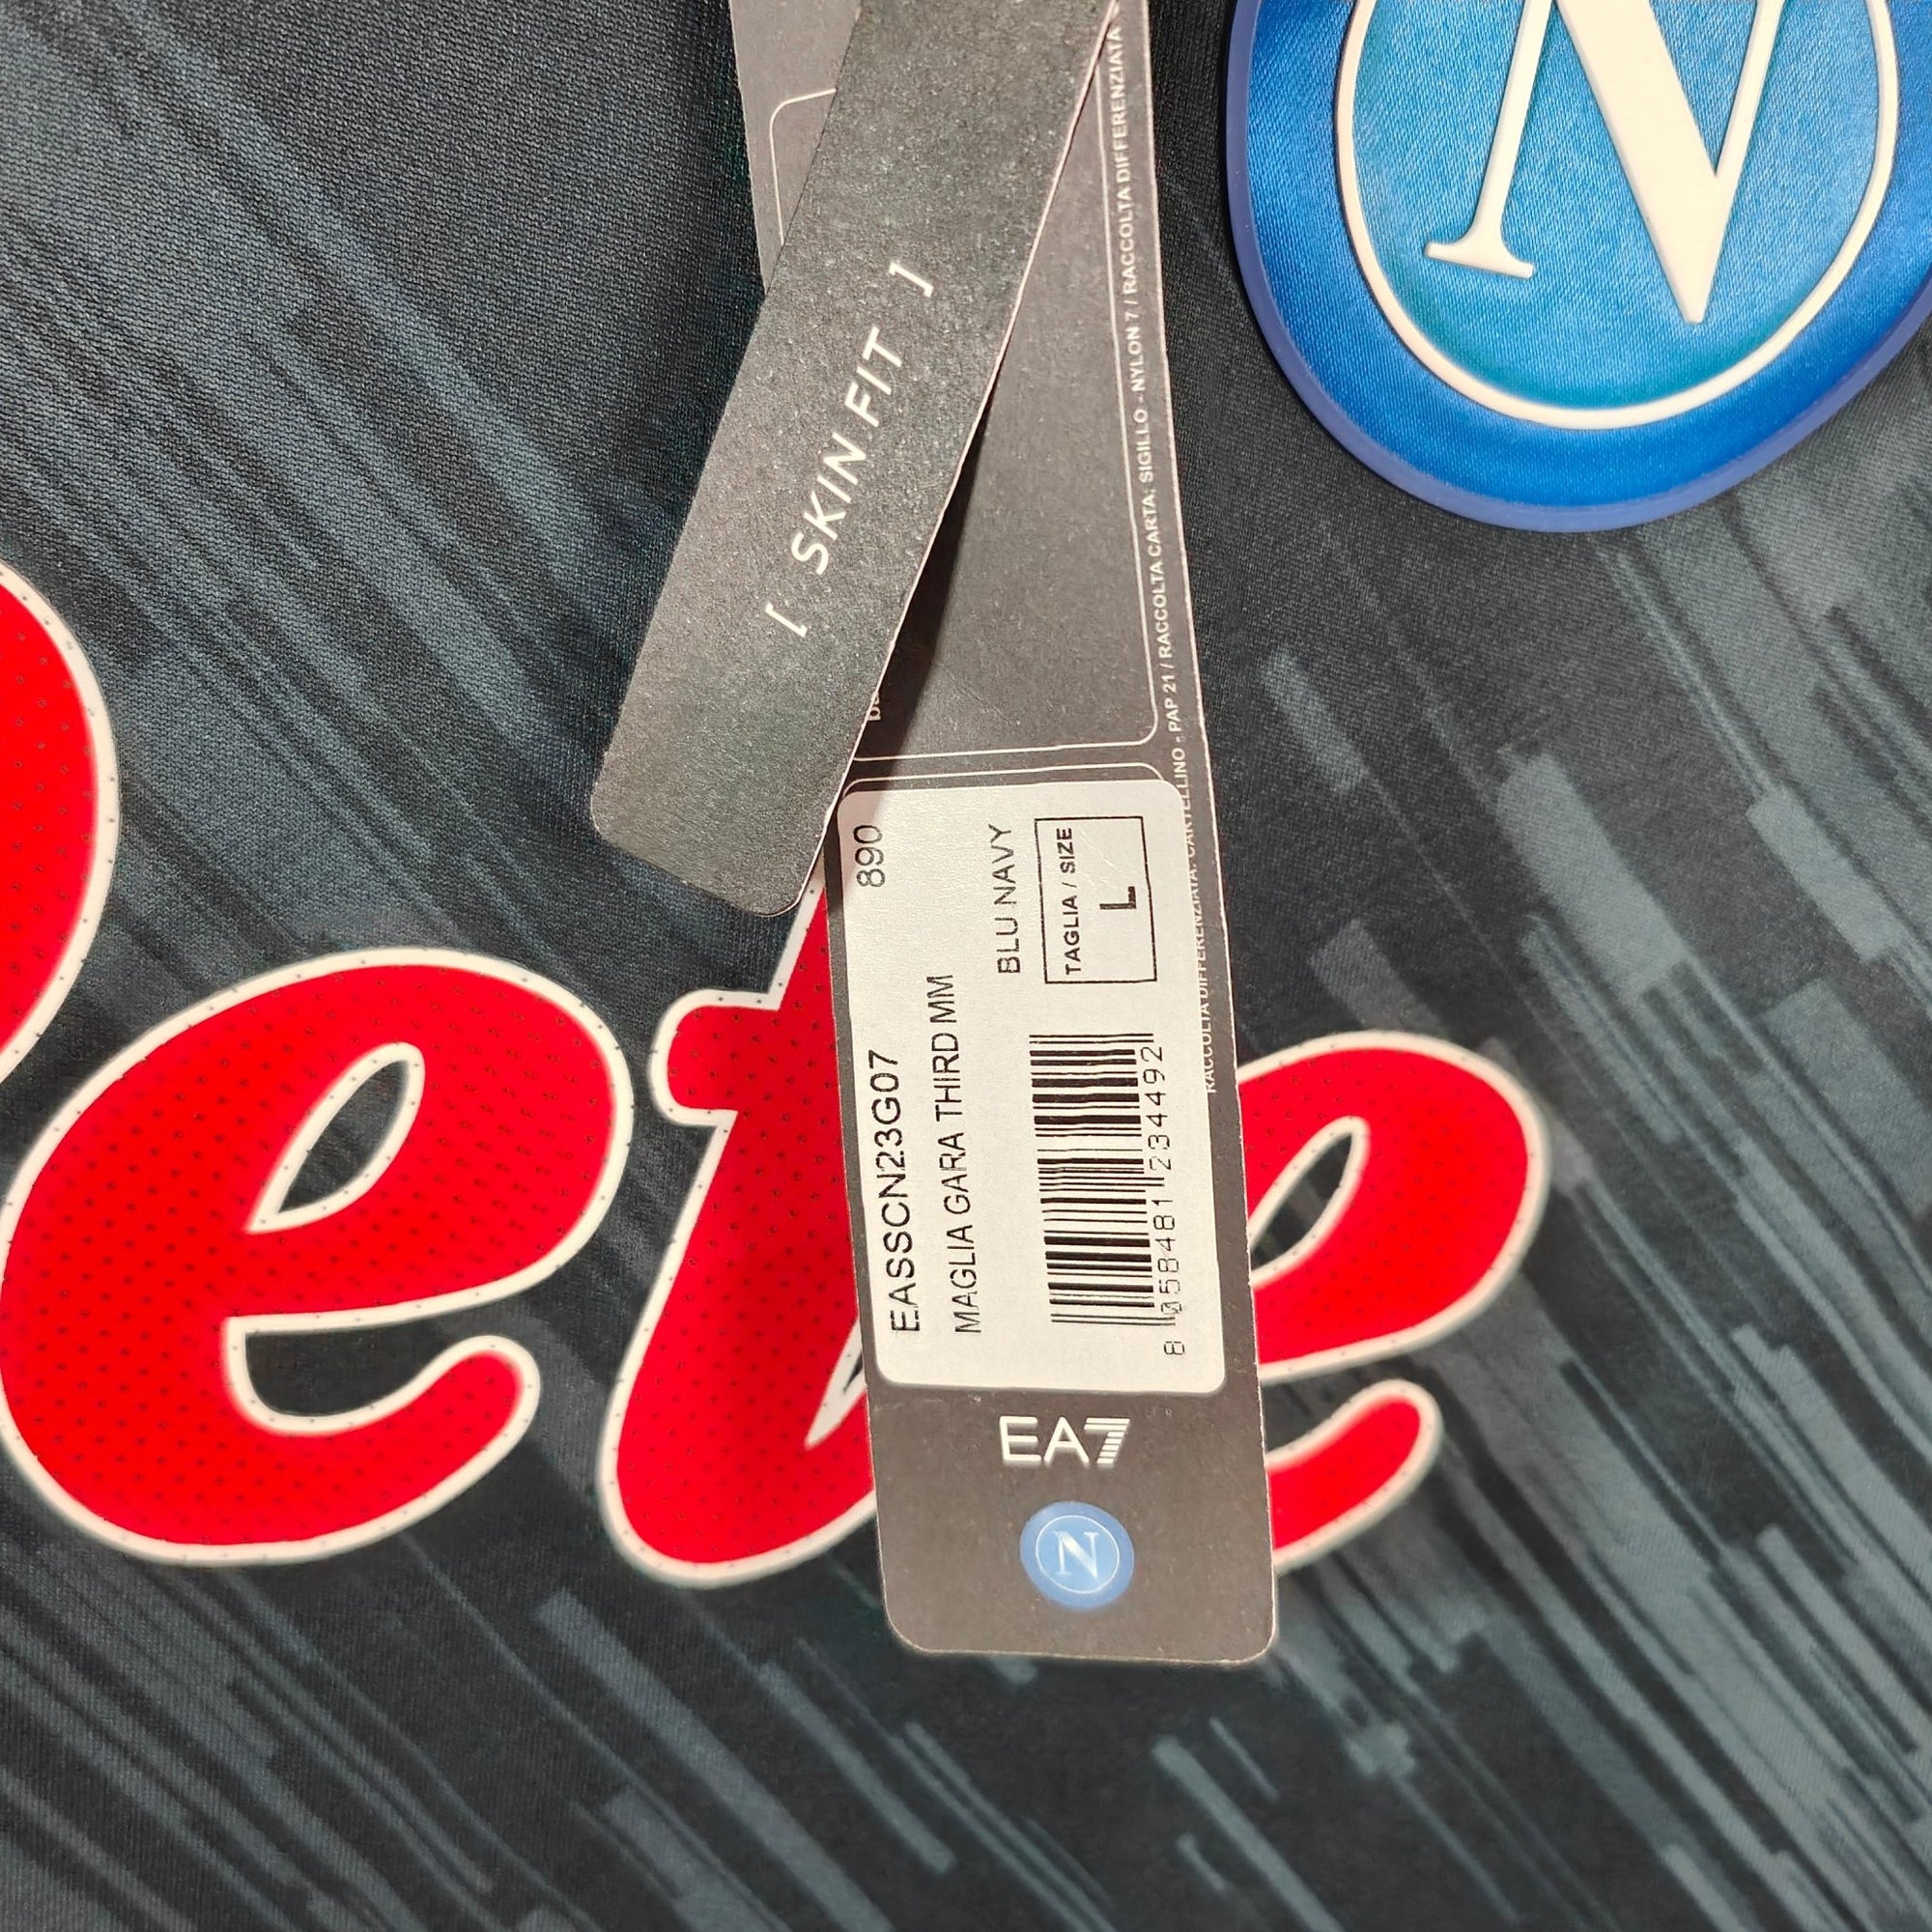 N
[ SKIN FIT ]
RACCOLTA DIFFERENZIATA: CARTELLINO - PAP 21 / RACCOLTA CARTA; SIGILLO - NYLON 7 / RACCOLTA DIFFERENZIATA
890
EASSCN23G07
MAGLIA GARA THIRD MM
BLU NAVY
TAGLIA / SIZE
L
8 058481 234492
EA7
N
ete